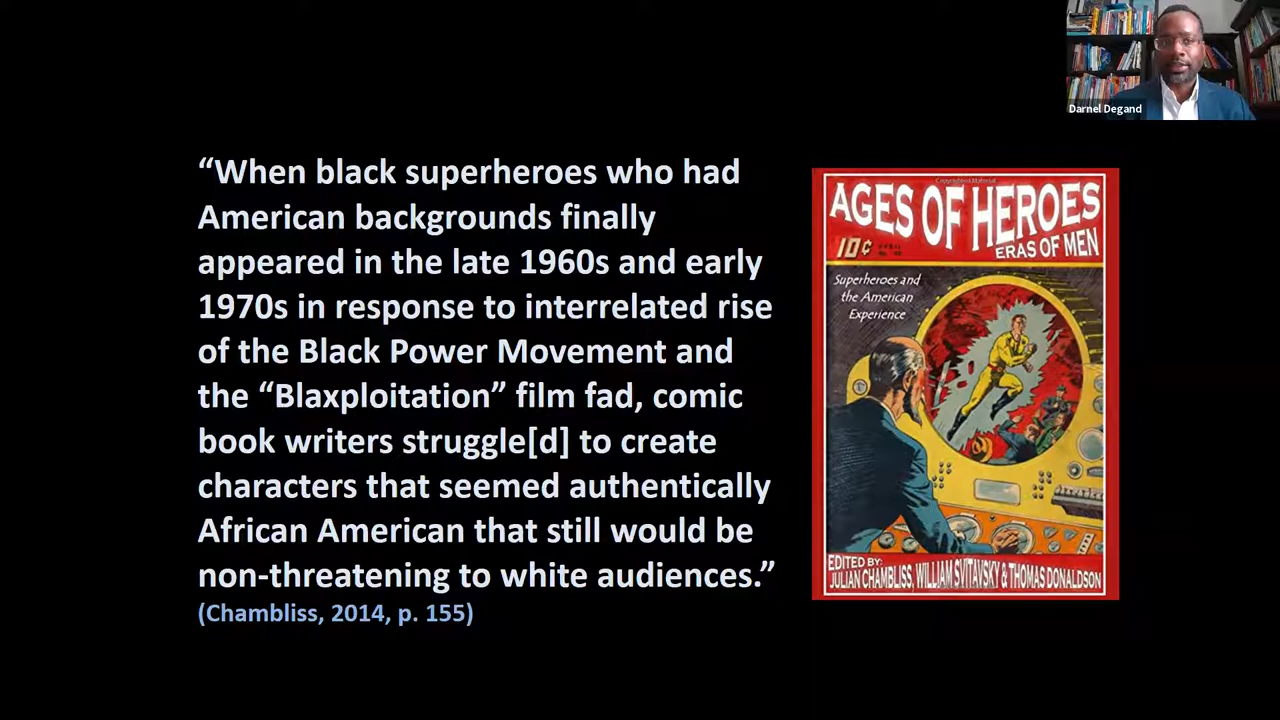 Darnel Degand
“When black superheroes who had
American backgrounds finally
appeared in the late 1960s and early
1970s in response to interrelated rise
of the Black Power Movement and
the “Blaxploitation” film fad, comic
book writers struggle[d] to create
characters that seemed authentically
African American that still would be
non-threatening to white audiences.”
(Chambliss, 2014, p. 155)
AGES OF HEROES
ERAS OF MEN
10¢
Superheroes and
the American
Experience
EDITED BY:
JULIAN CHAMBLISS, WILLIAM SVITAVSKY & THOMAS DONALDSON